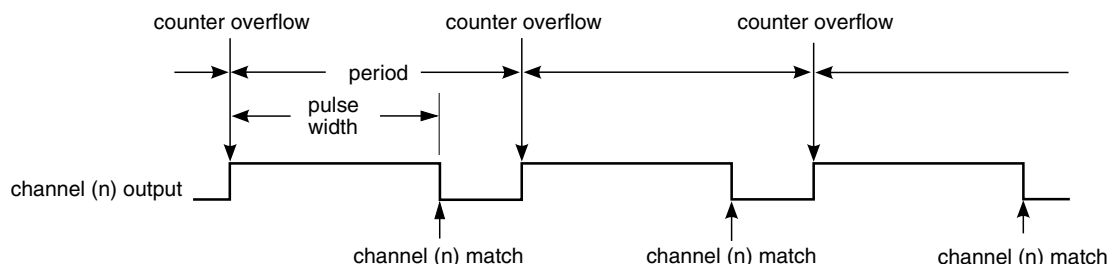 counter overflow
counter overflow
counter overflow
period
pulse
width
channel (n) output
channel (n) match
channel (n) match
channel (n) match